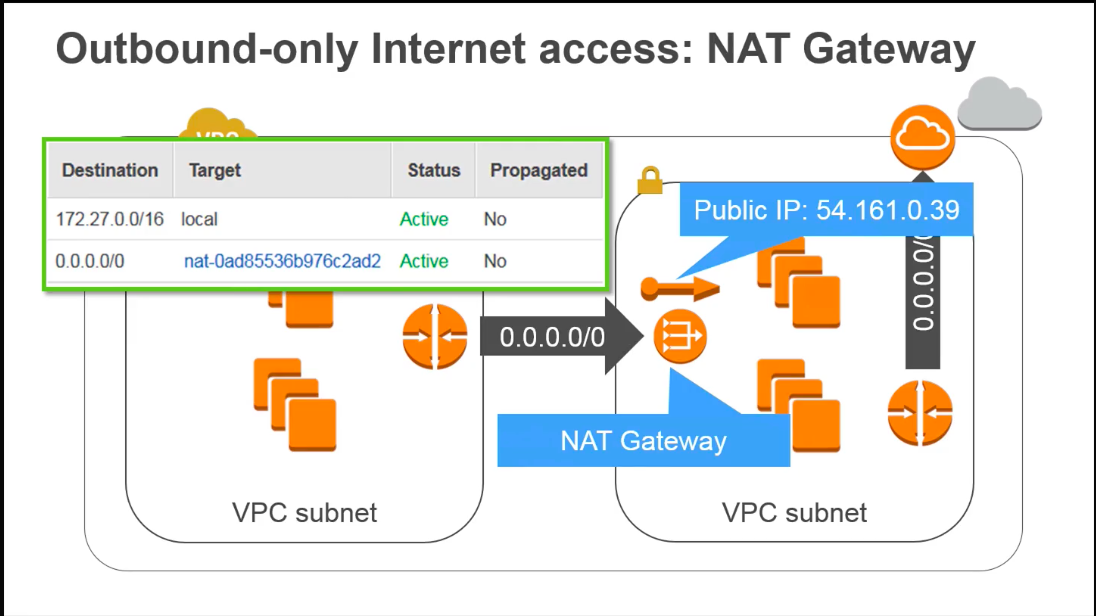 Outbound-only Internet access: NAT Gateway
VPC
Destination Target Status Propagated
172.27.0.0/16 local Active No
0.0.0.0/0 nat-0ad85536b976c2ad2 Active No
Public IP: 54.161.0.39
0.0.0.0/0
0.0.0.0/0
NAT Gateway
VPC subnet
VPC subnet